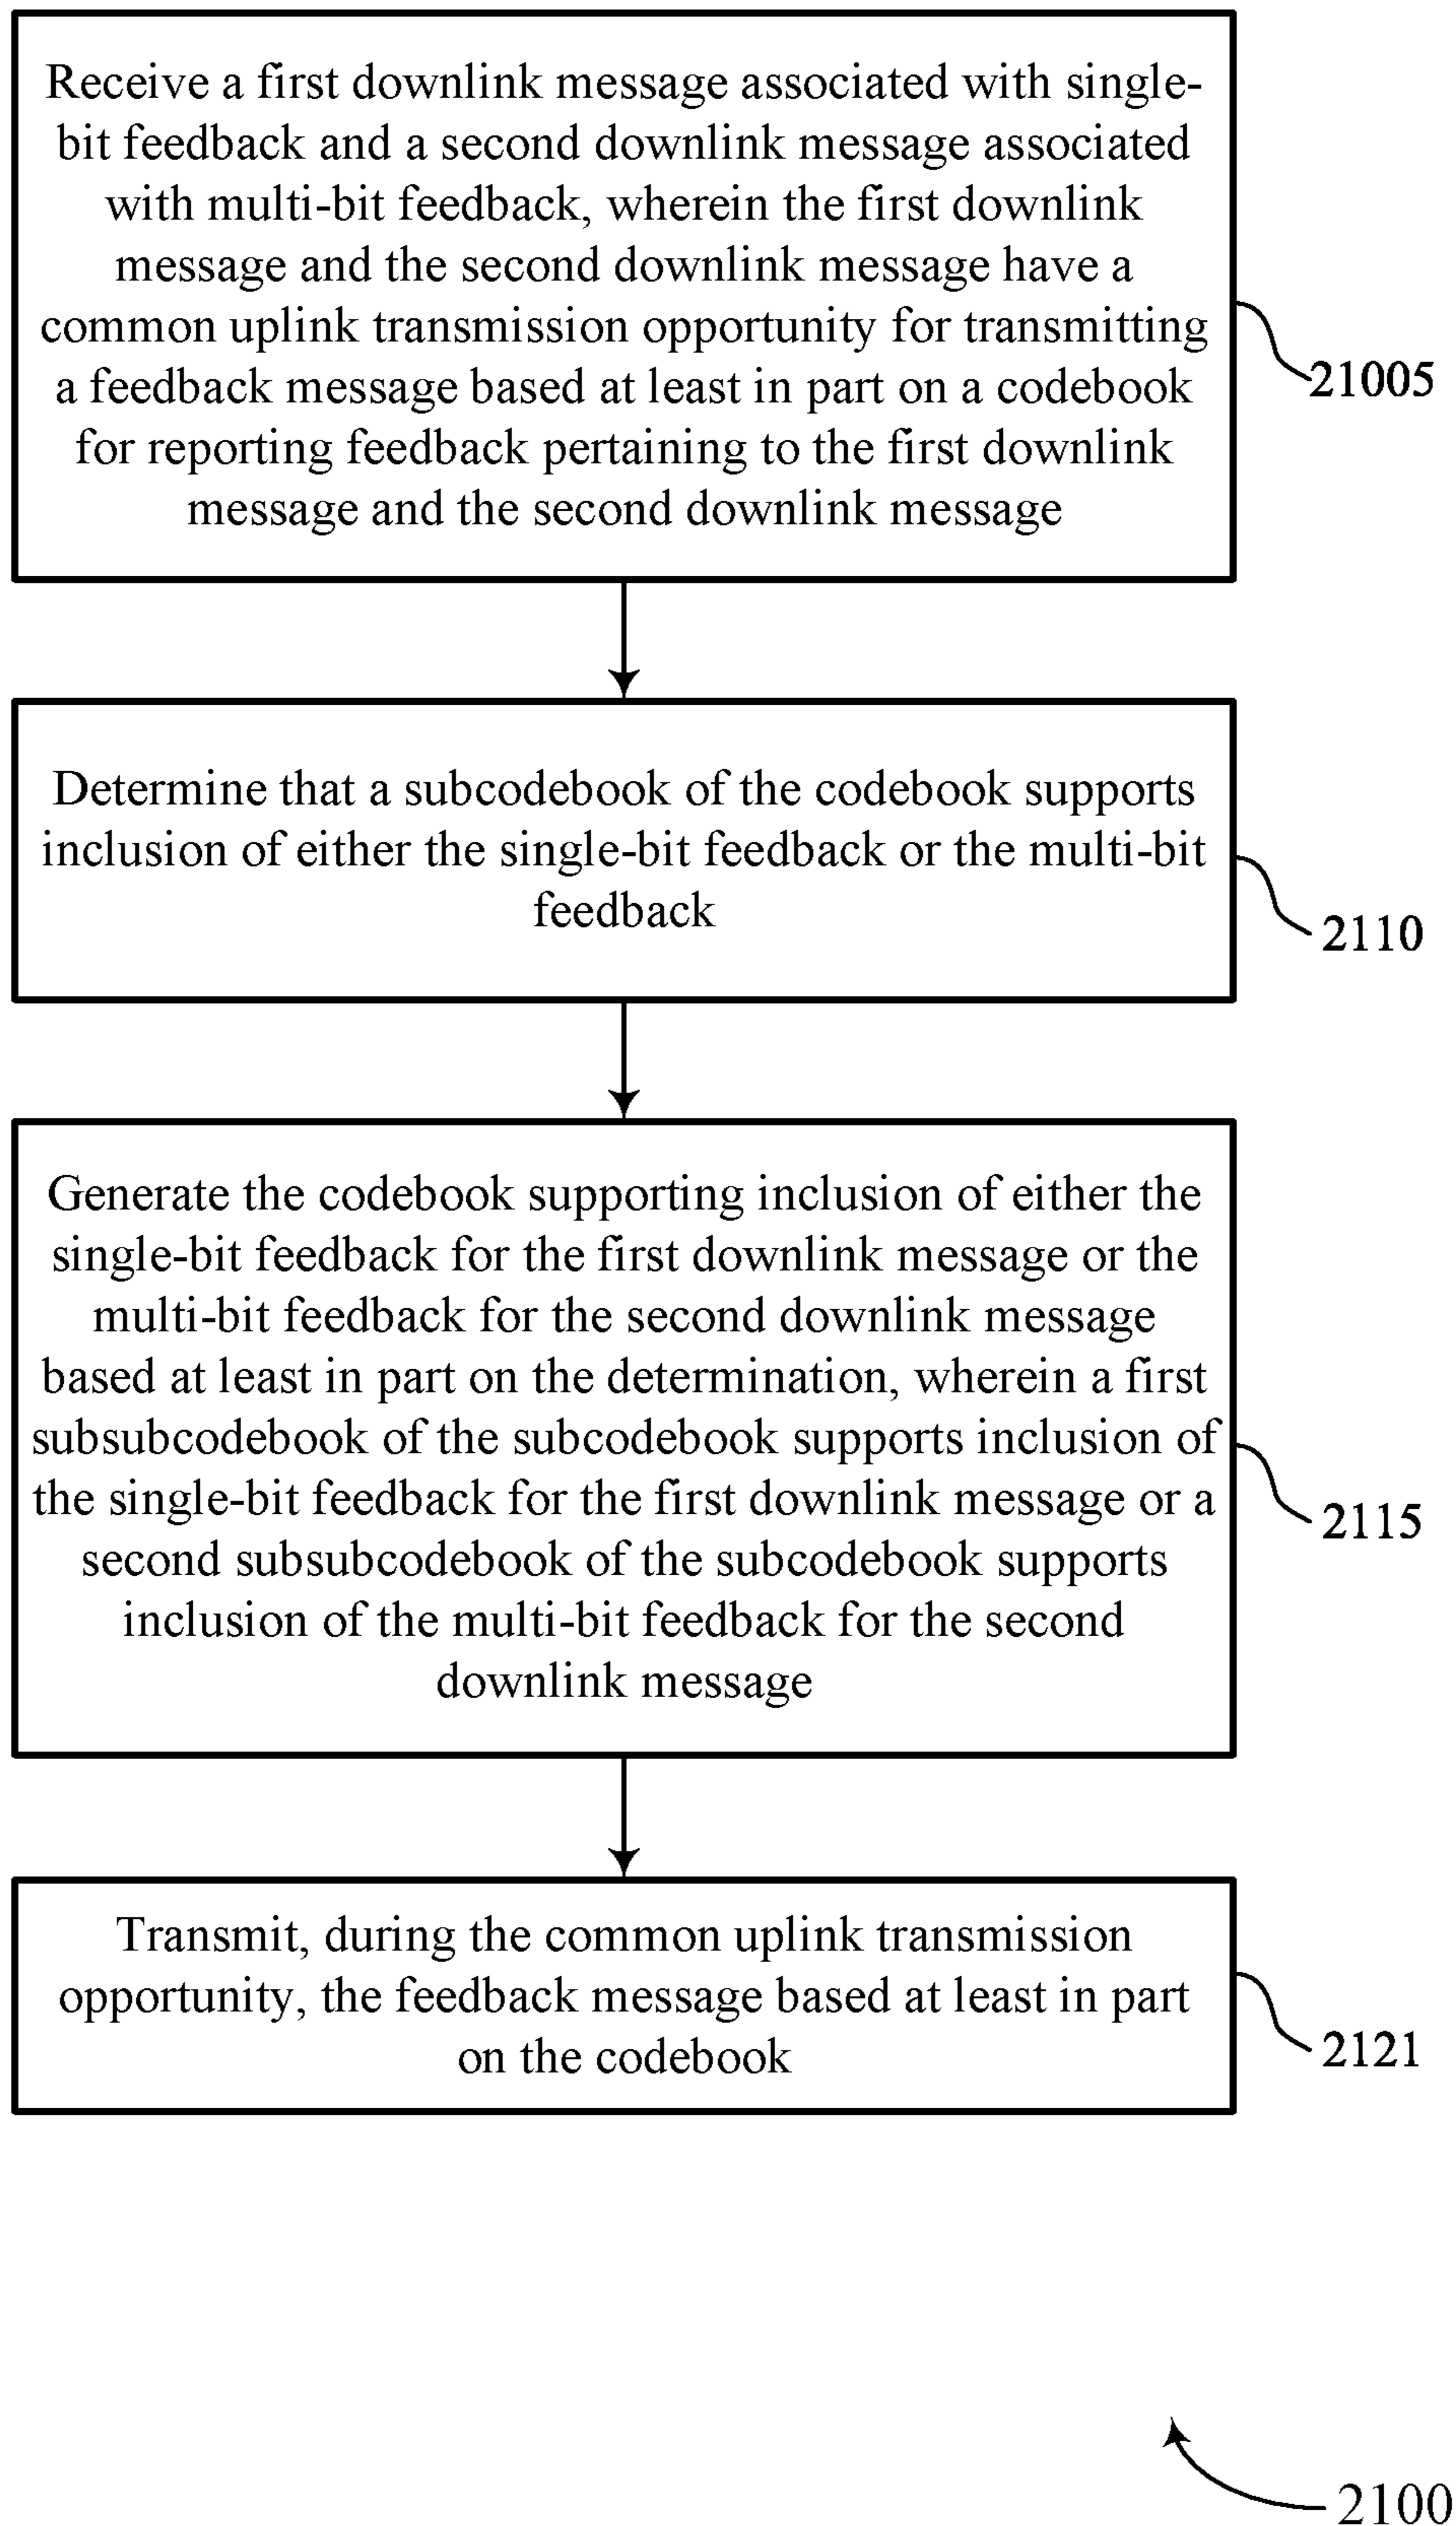 Receive a first downlink message associated with single-
bit feedback and a second downlink message associated
with multi-bit feedback, wherein the first downlink
message and the second downlink message have a
common uplink transmission opportunity for transmitting
a feedback message based at least in part on a codebook
for reporting feedback pertaining to the first downlink
message and the second downlink message
21005
Determine that a subcodebook of the codebook supports
inclusion of either the single-bit feedback or the multi-bit
feedback
2110
Generate the codebook supporting inclusion of either the
single-bit feedback for the first downlink message or the
multi-bit feedback for the second downlink message
based at least in part on the determination, wherein a first
subsubcodebook of the subcodebook supports inclusion of
the single-bit feedback for the first downlink message or a
second subsubcodebook of the subcodebook supports
inclusion of the multi-bit feedback for the second
downlink message
2115
Transmit, during the common uplink transmission
opportunity, the feedback message based at least in part
on the codebook
2121
2100